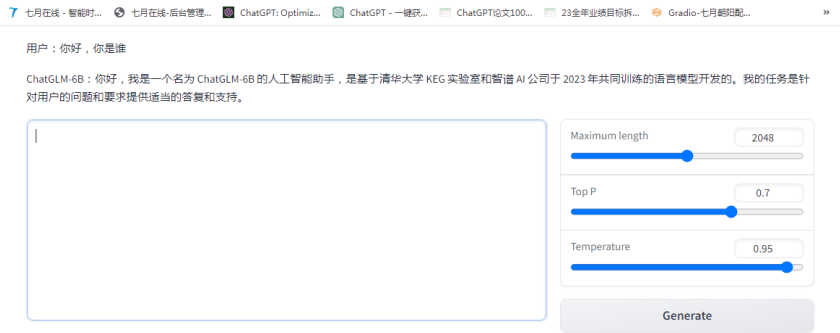 七月在线 - 智能时... 七月在线-后台管理... ChatGPT: Optimiz... ChatGPT - 一键获... ChatGPT论文100... 23全年业绩目标拆... Gradio-七月朝阳配... »
用户：你好，你是谁
ChatGLM-6B：你好，我是一个名为 ChatGLM-6B 的人工智能助手，是基于清华大学 KEG 实验室和智谱 AI 公司于 2023 年共同训练的语言模型开发的。我的任务是针
对用户的问题和要求提供适当的答复和支持。
Maximum length 2048
Top P 0.7
Temperature 0.95
Generate